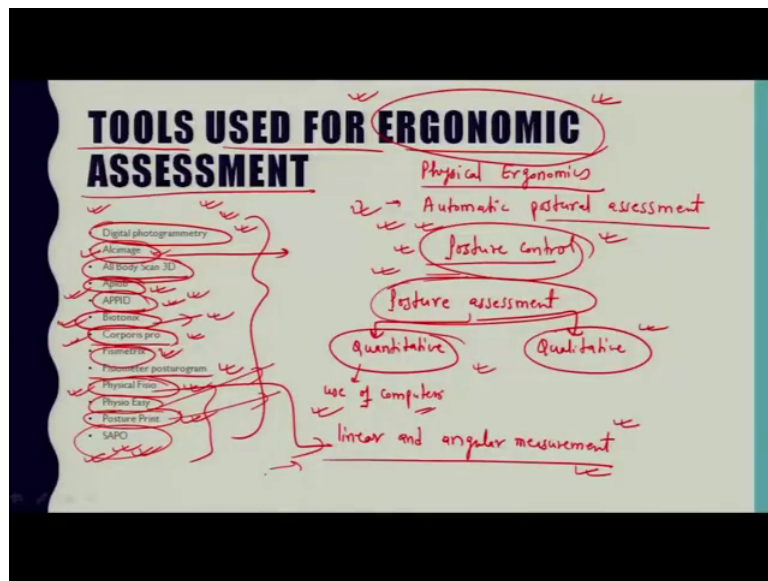 TOOLS USED FOR ERGONOMIC
ASSESSMENT
Physical Ergonomics
→ Automatic postural assessment
Posture control
Posture assessment
Quantitative
Qualitative
use of computers
linear and angular measurement
Digital photogrammetry
• Alcimage
• All Body Scan 3D
• Aplob
• APPID
• Biotonix
• Corporis pro
• Fisimetrix
• Fisiometer posturogram
• Physical Fisio
• Physio Easy
• Posture Print
• SAPO